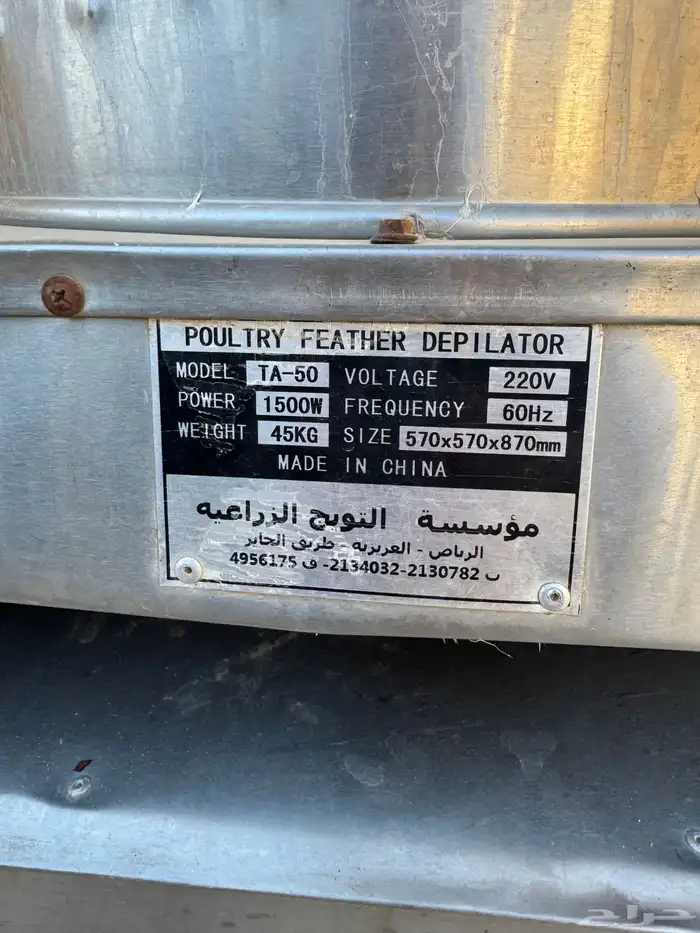 POULTRY FEATHER DEPILATOR
MODEL TA-50 VOLTAGE 220V
POWER 1500W FREQUENCY 60Hz
WEIGHT 45KG SIZE 570x570x870mm
MADE IN CHINA
مؤسسة التويج الزراعيه
الرياض - العزيزيه - طريق الحاير
ت 2130782-2134032- ف 4956175
حراج